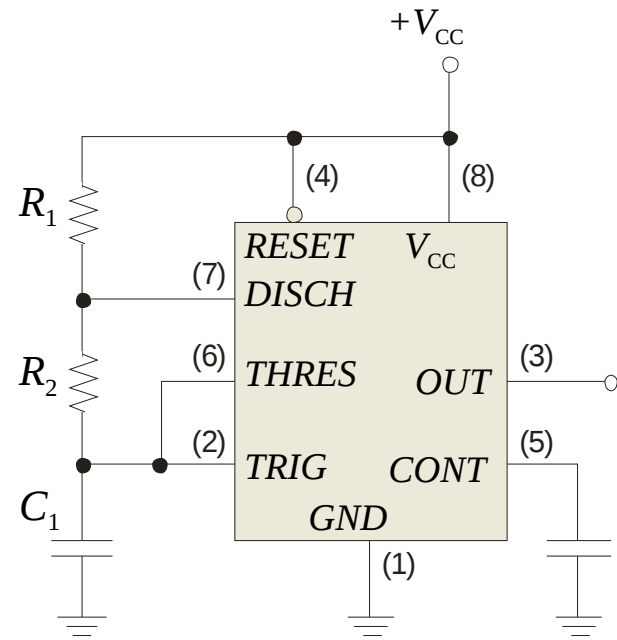 +VCC
(4) (8)
R1
RESET VCC
(7)
DISCH
(6) (3)
R2
THRES OUT
(2) (5)
TRIG CONT
C1
GND
(1)